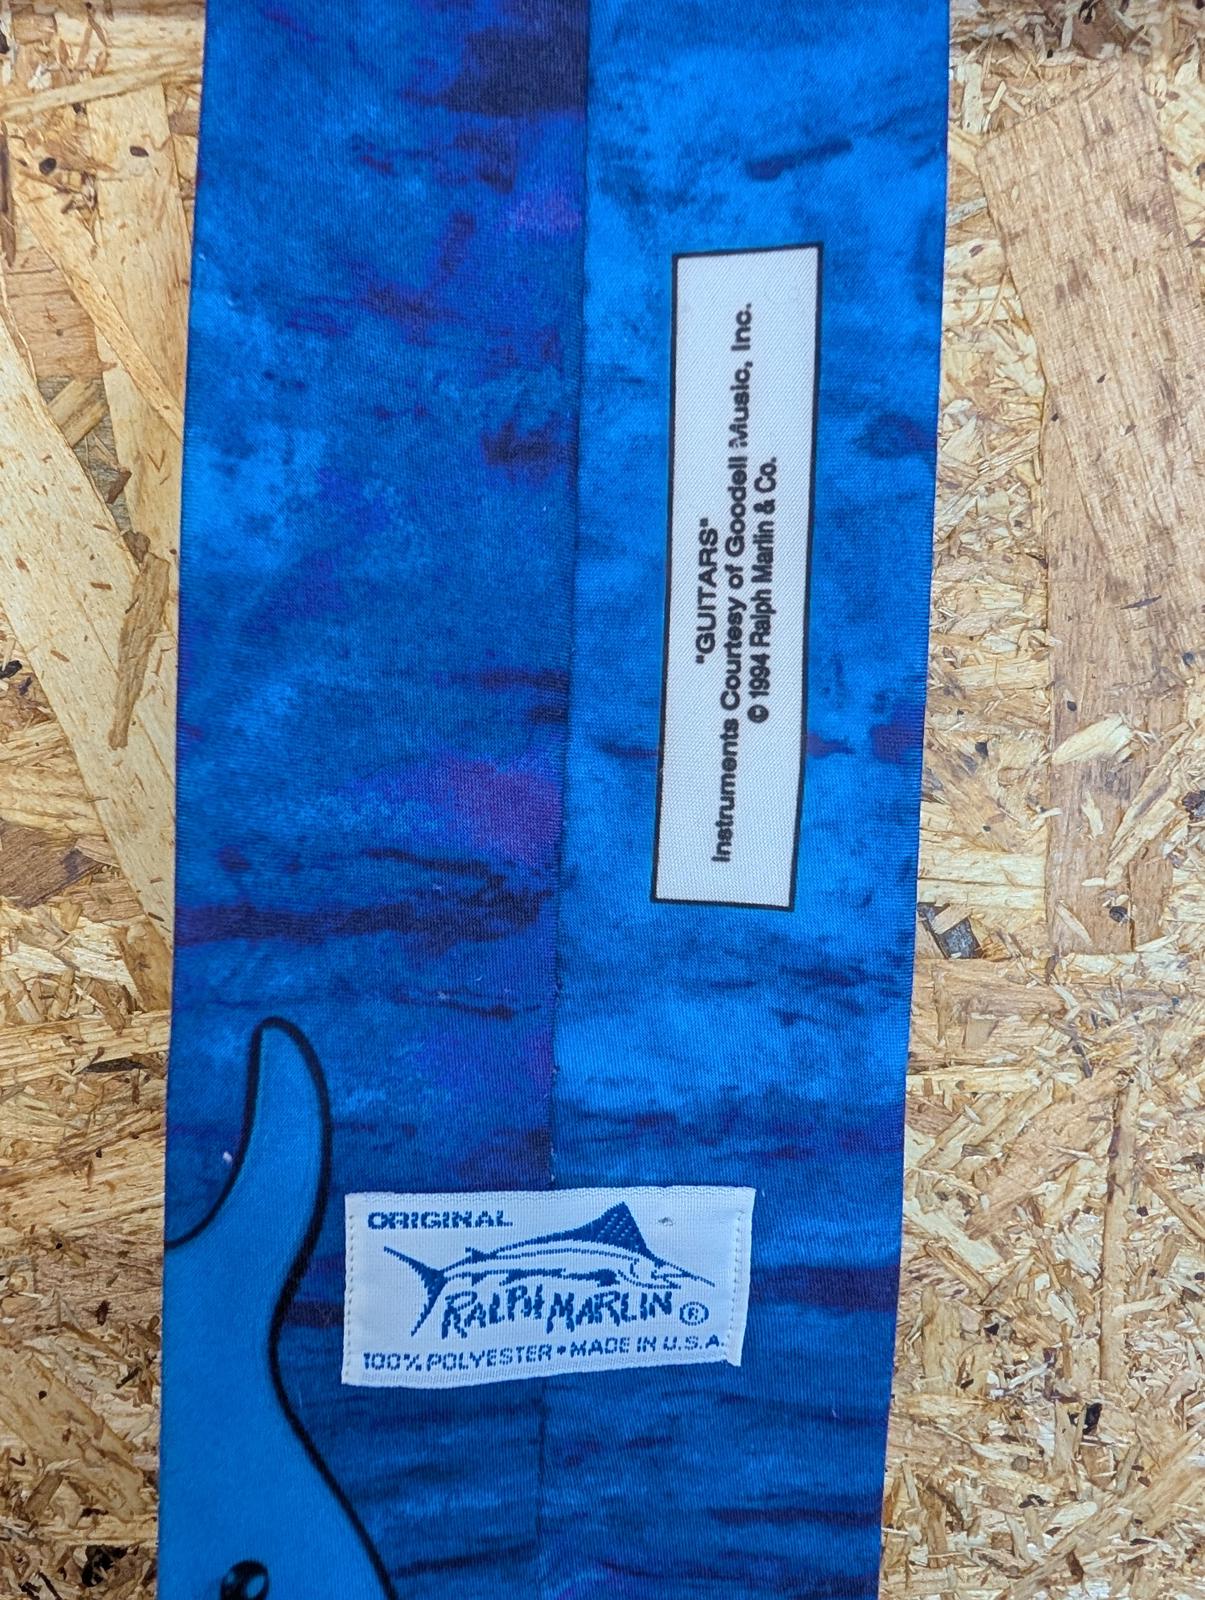 "GUITARS"
Instruments Courtesy of Goodell Music, Inc.
© 1994 Ralph Marlin & Co.
ORIGINAL
RALPH MARLIN ®
100% POLYESTER • MADE IN U.S.A.